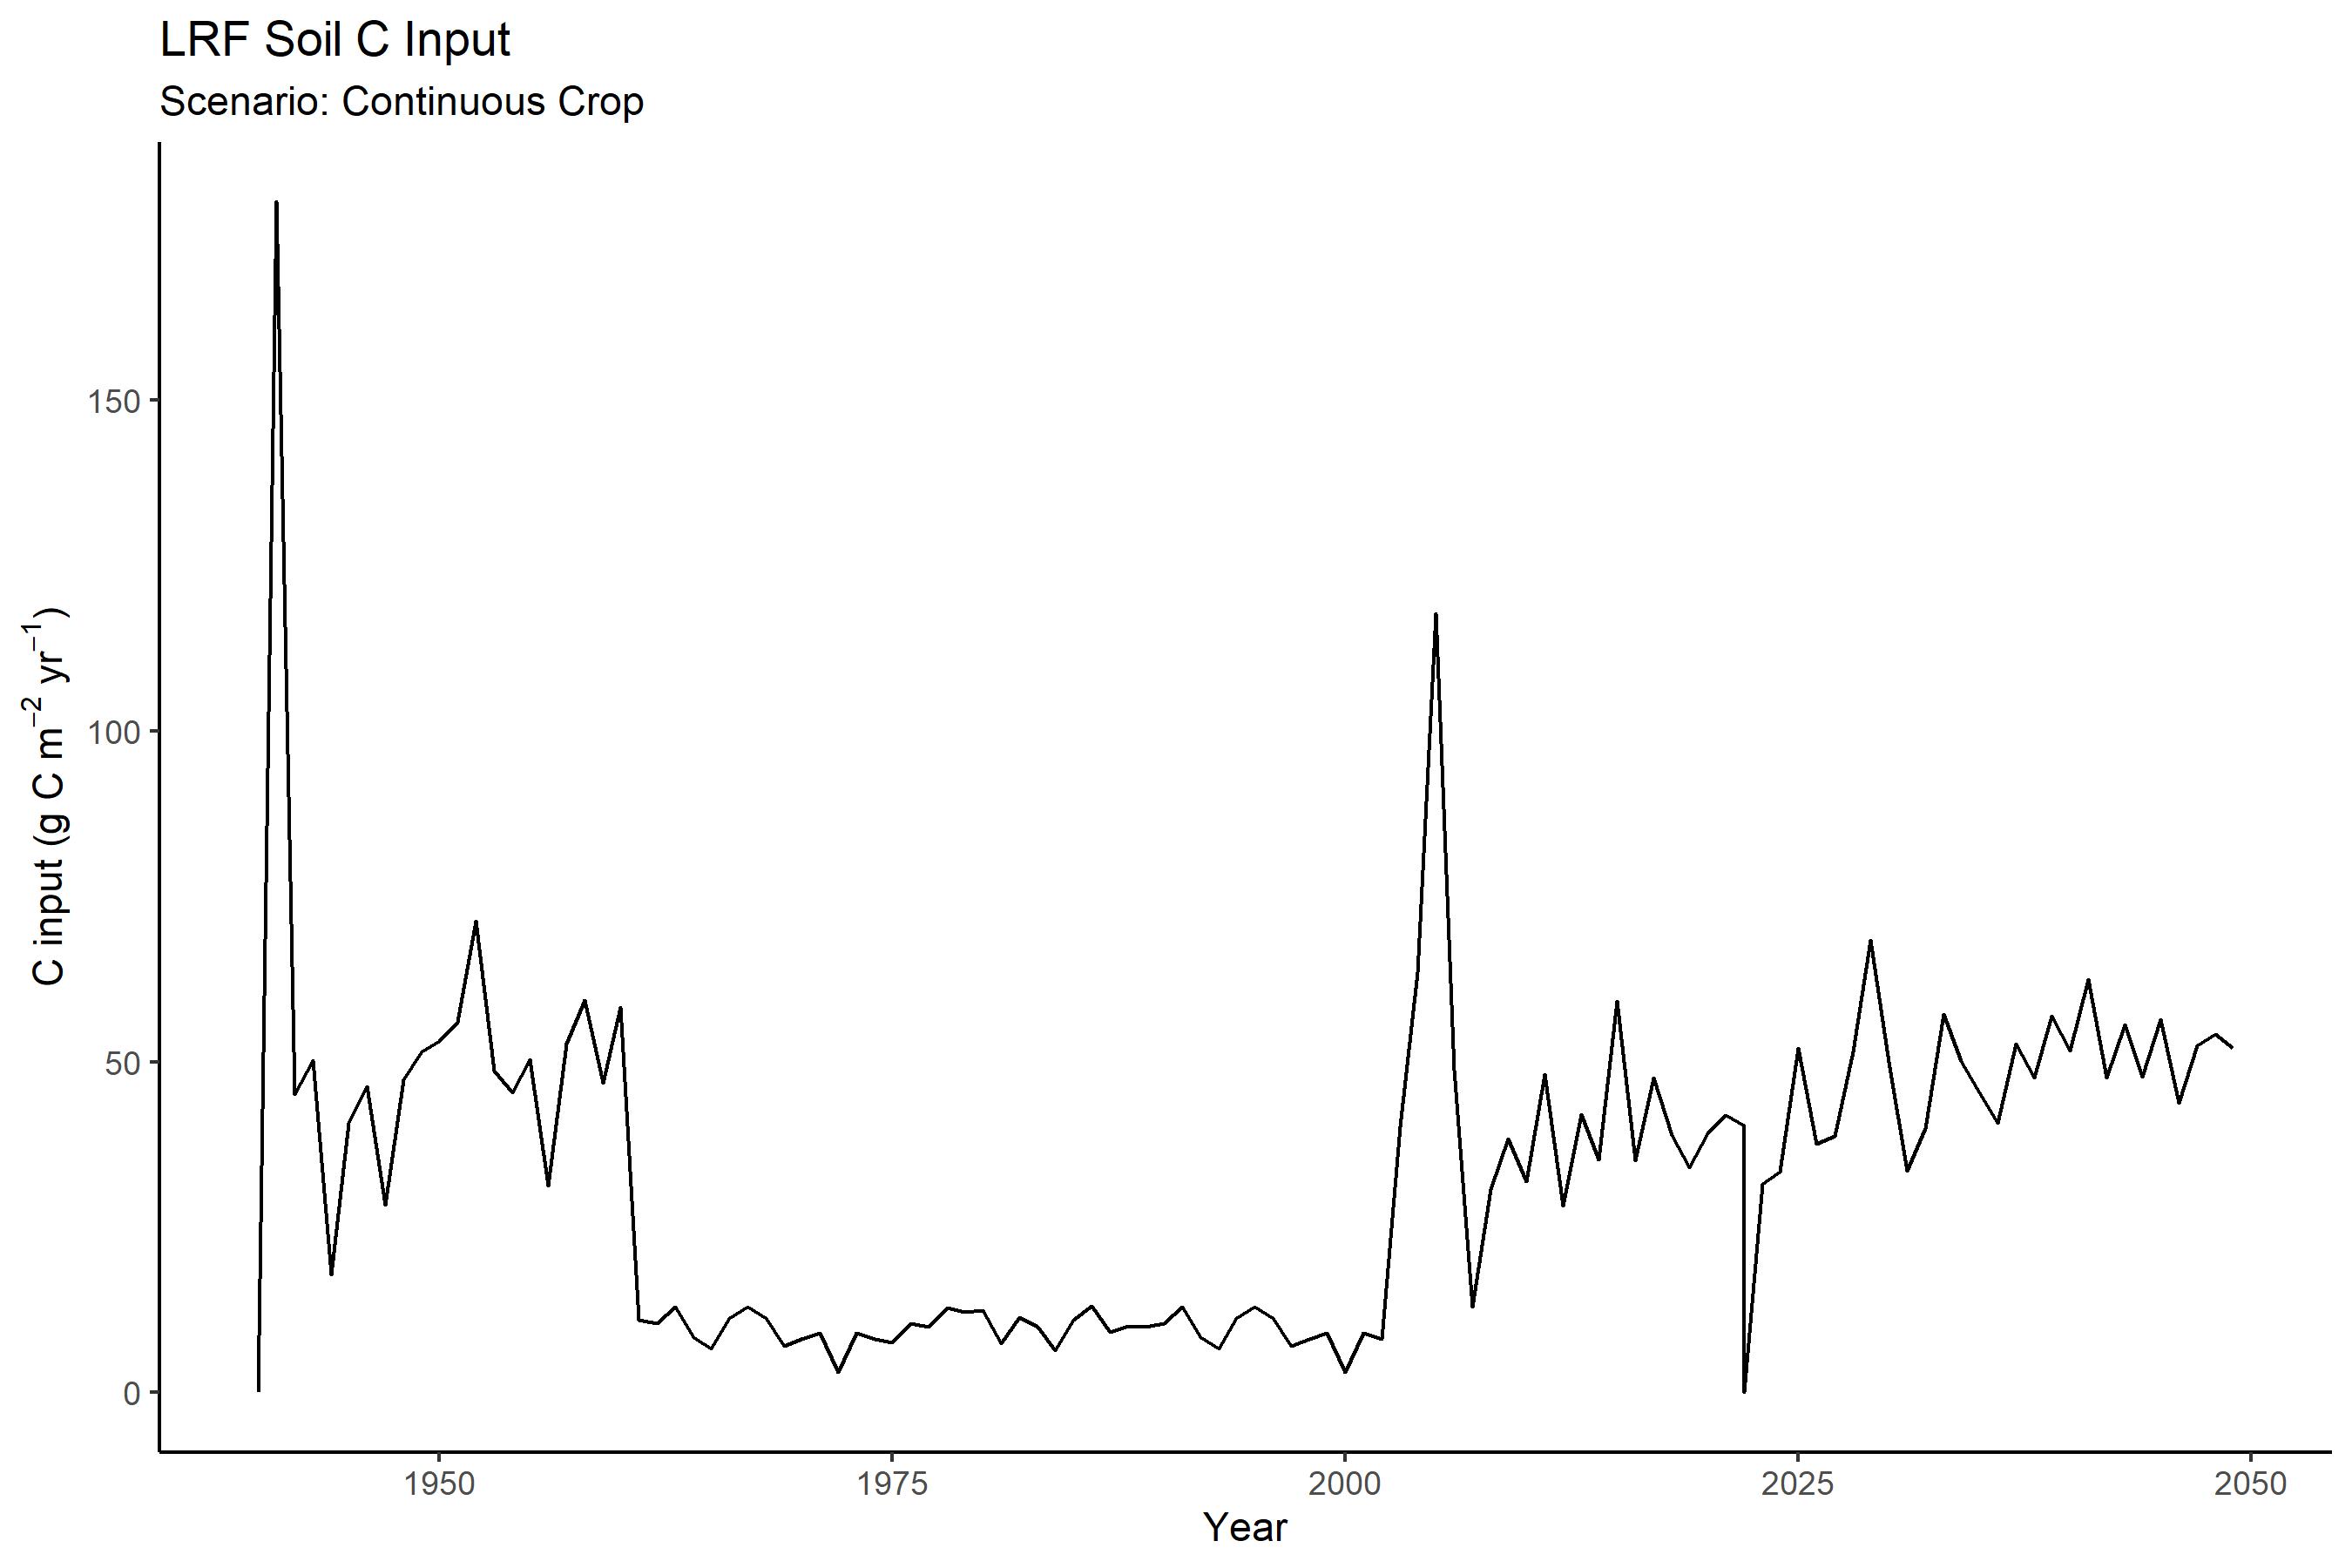 LRF Soil C Input
Scenario: Continuous Crop
150
100
50
0
C input (g C m⁻² yr⁻¹)
1950 1975 2000 2025 2050
Year